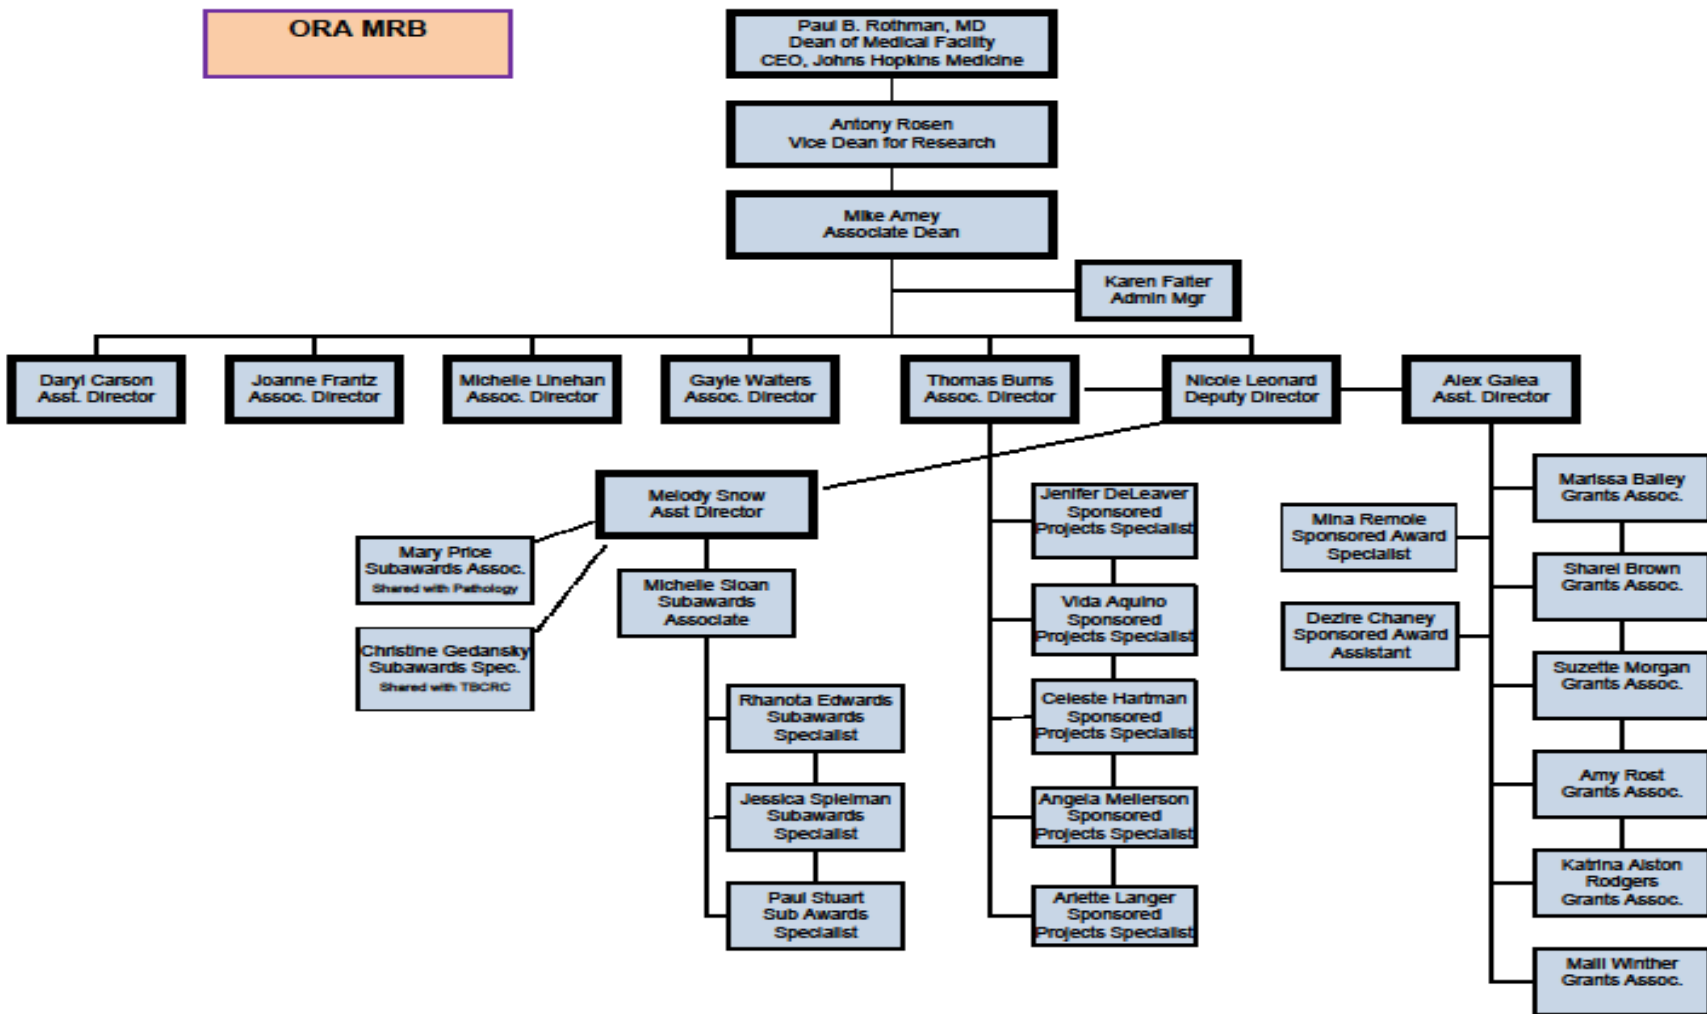 ORA MRB
Paul B. Rothman, MD
Dean of Medical Facility
CEO, Johns Hopkins Medicine
Antony Rosen
Vice Dean for Research
Mike Amey
Associate Dean
Karen Falter
Admin Mgr
Daryl Carson
Asst. Director
Joanne Frantz
Assoc. Director
Michelle Linehan
Assoc. Director
Gayle Walters
Assoc. Director
Thomas Burns
Assoc. Director
Nicole Leonard
Deputy Director
Alex Galea
Asst. Director
Melody Snow
Asst Director
Mary Price
Subawards Assoc.
Shared with Pathology
Christine Gedansky
Subawards Spec.
Shared with TBCRC
Michelle Sloan
Subawards
Associate
Rhanota Edwards
Subawards
Specialist
Jessica Spielman
Subawards
Specialist
Paul Stuart
Sub Awards
Specialist
Jenifer DeLeaver
Sponsored
Projects Specialist
Vida Aquino
Sponsored
Projects Specialist
Celeste Hartman
Sponsored
Projects Specialist
Angela Mellerson
Sponsored
Projects Specialist
Arlette Langer
Sponsored
Projects Specialist
Mina Remole
Sponsored Award
Specialist
Dezire Chaney
Sponsored Award
Assistant
Marissa Bailey
Grants Assoc.
Sharel Brown
Grants Assoc.
Suzette Morgan
Grants Assoc.
Amy Rost
Grants Assoc.
Katrina Alston
Rodgers
Grants Assoc.
Malli Winther
Grants Assoc.